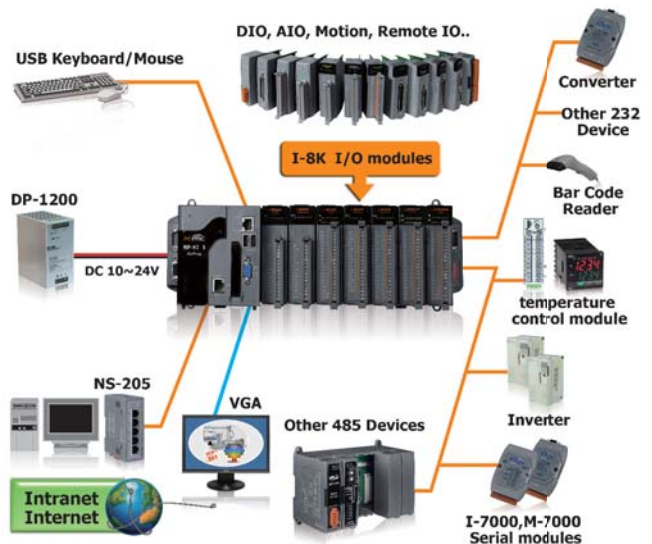 DIO, AIO, Motion, Remote IO..
USB Keyboard/Mouse
Converter
Other 232
Device
I-8K I/O modules
Bar Code
Reader
DP-1200
DC 10~24V
temperature
control module
NS-205
VGA
Other 485 Devices
Inverter
Intranet
Internet
I-7000,M-7000
Serial modules
1234